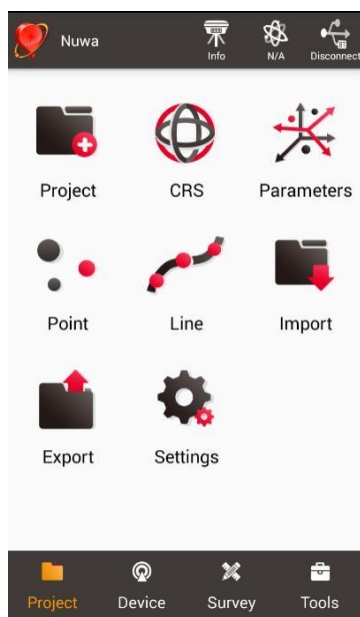 Nuwa
Info N/A Disconnect
Project CRS Parameters
Point Line Import
Export Settings
Project Device Survey Tools